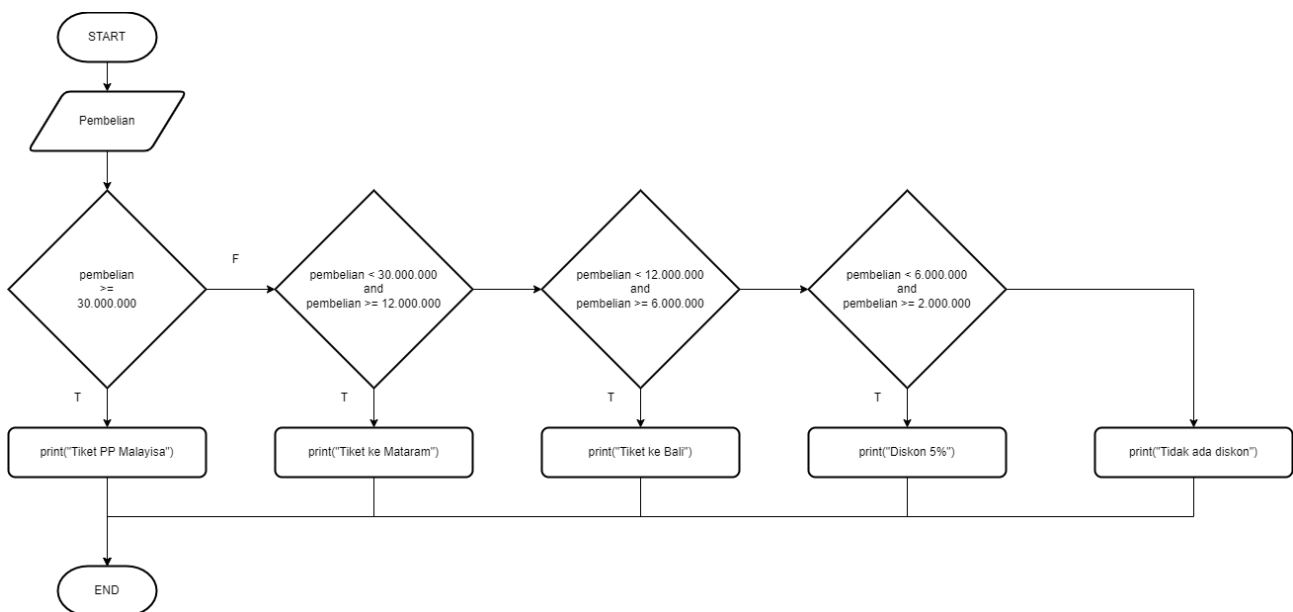 START
Pembelian
pembelian
>=
30.000.000
F
pembelian < 30.000.000
and
pembelian >= 12.000.000
pembelian < 12.000.000
and
pembelian >= 6.000.000
pembelian < 6.000.000
and
pembelian >= 2.000.000
T
T
T
T
print("Tiket PP Malayisa")
print("Tiket ke Mataram")
print("Tiket ke Bali")
print("Diskon 5%")
print("Tidak ada diskon")
END